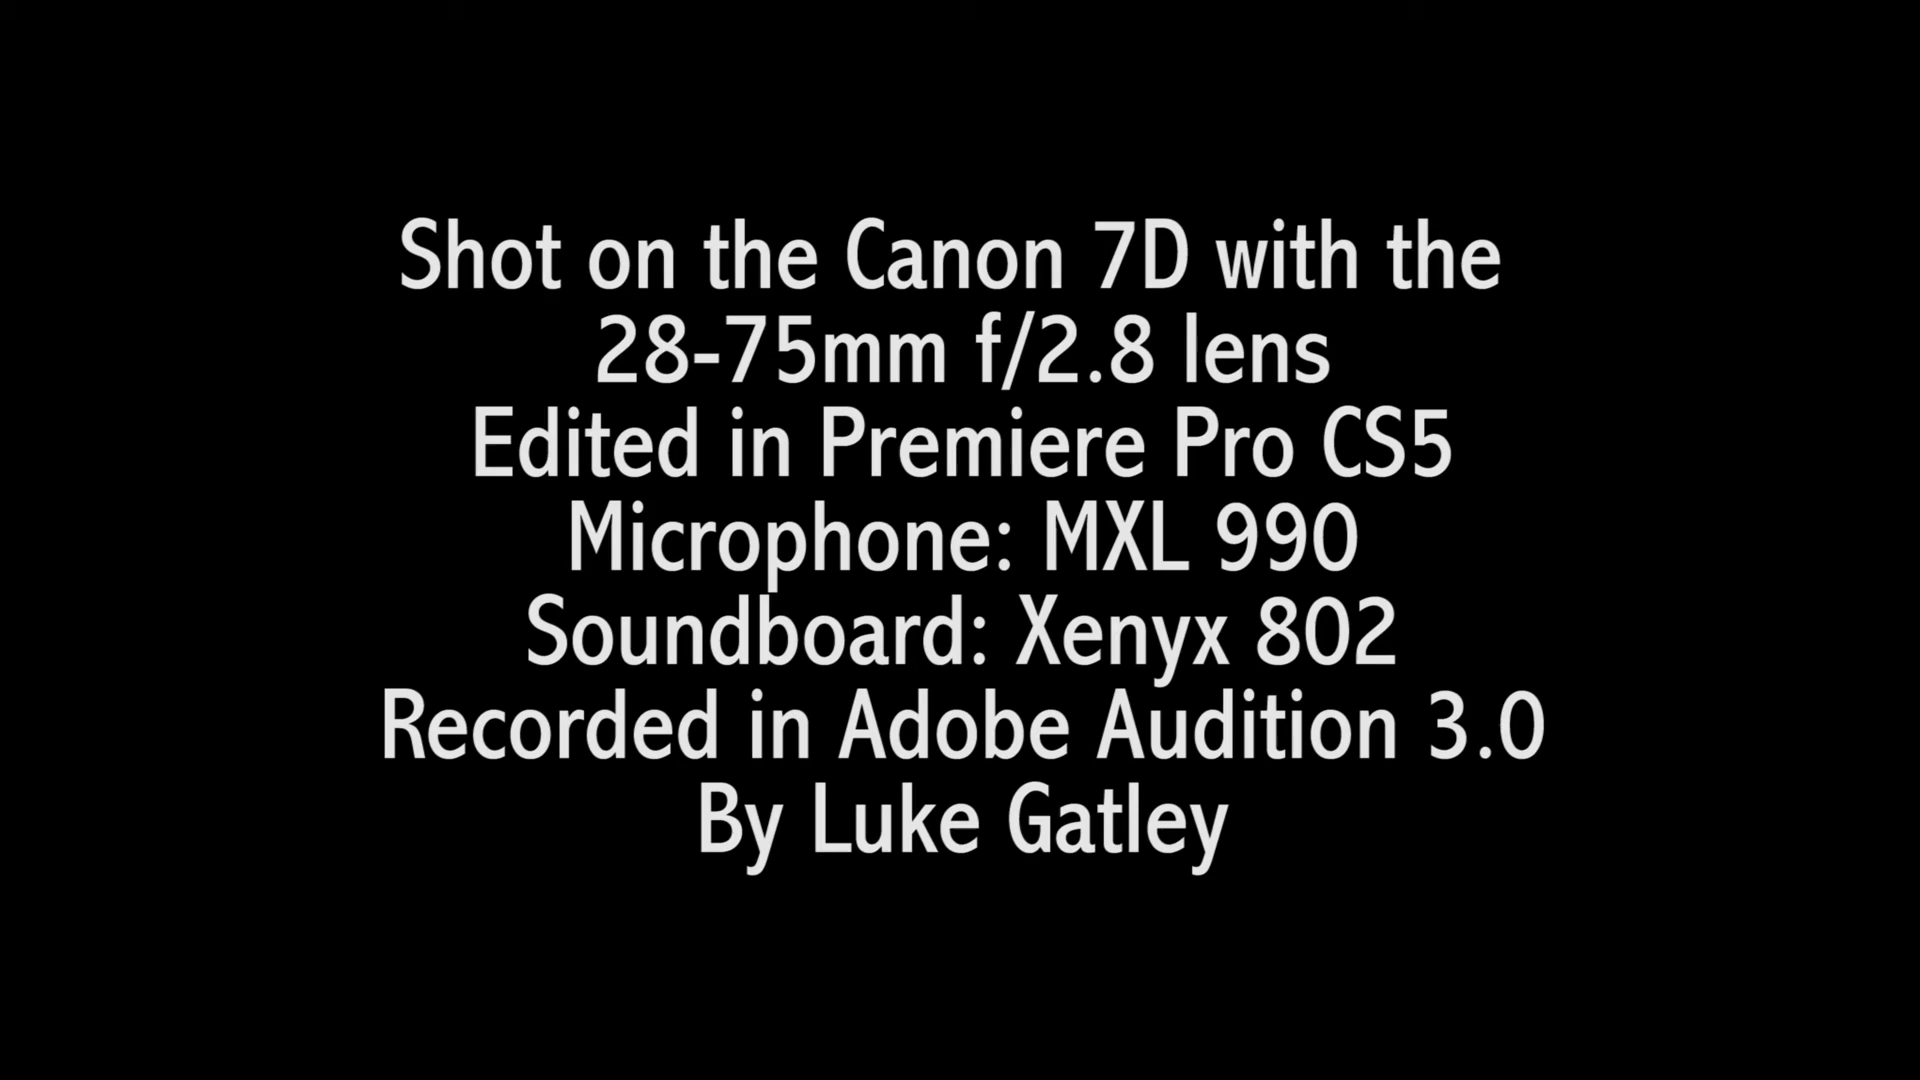 Shot on the Canon 7D with the
28-75mm f/2.8 lens
Edited in Premiere Pro CS5
Microphone: MXL 990
Soundboard: Xenyx 802
Recorded in Adobe Audition 3.0
By Luke Gatley